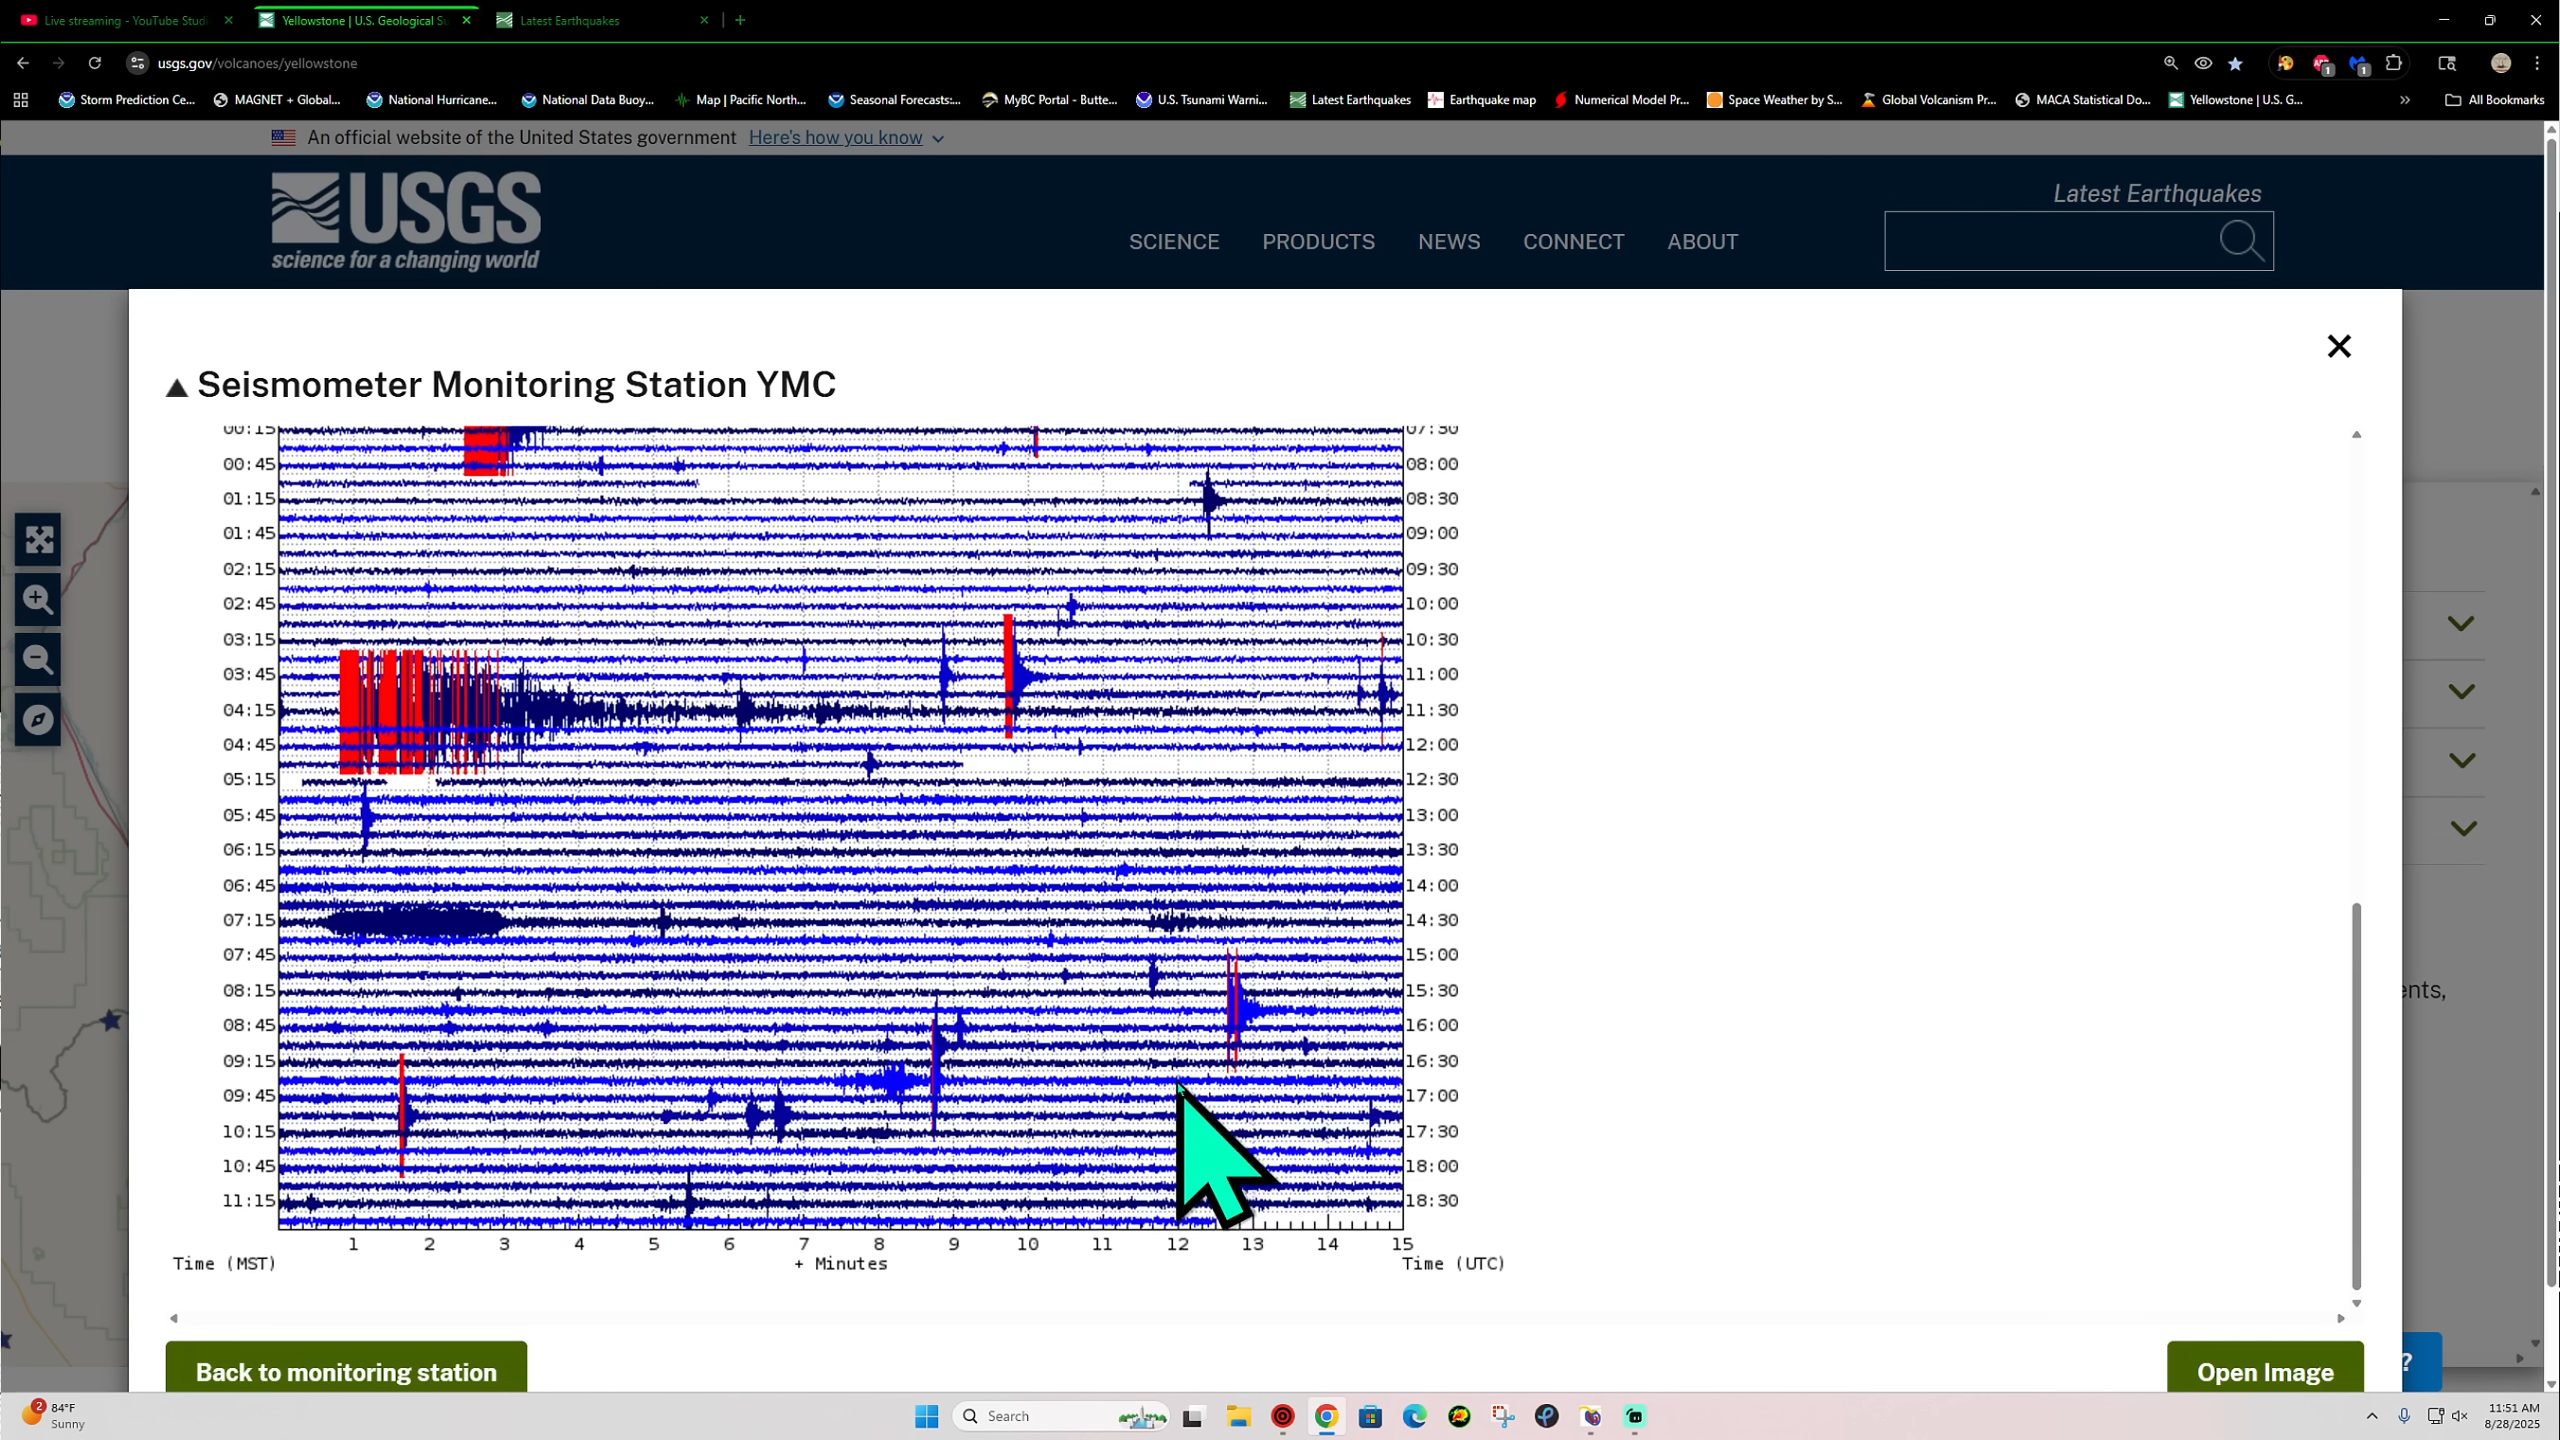 Live streaming - YouTube Studi
Yellowstone | U.S. Geological Su
Latest Earthquakes
usgs.gov/volcanoes/yellowstone
1
1
Storm Prediction Ce...
MAGNET + Global...
National Hurricane...
National Data Buoy...
Map | Pacific North...
Seasonal Forecasts:...
MyBC Portal - Butte...
U.S. Tsunami Warni...
Latest Earthquakes
Earthquake map
Numerical Model Pr...
Space Weather by S...
Global Volcanism Pr...
MACA Statistical Do...
Yellowstone | U.S. G...
»
All Bookmarks
An official website of the United States government Here's how you know
USGS
science for a changing world
SCIENCE PRODUCTS NEWS CONNECT ABOUT
Latest Earthquakes
Seismometer Monitoring Station YMC
00:15 07:30
00:45 08:00
01:15 08:30
01:45 09:00
02:15 09:30
02:45 10:00
03:15 10:30
03:45 11:00
04:15 11:30
04:45 12:00
05:15 12:30
05:45 13:00
06:15 13:30
06:45 14:00
07:15 14:30
07:45 15:00
08:15 15:30
08:45 16:00
09:15 16:30
09:45 17:00
10:15 17:30
10:45 18:00
11:15 18:30
1 2 3 4 5 6 7 8 9 10 11 12 13 14 15
Time (MST) + Minutes Time (UTC)
ents,
?
Back to monitoring station
Open Image
2
84°F
Sunny
Search
11:51 AM
8/28/2025